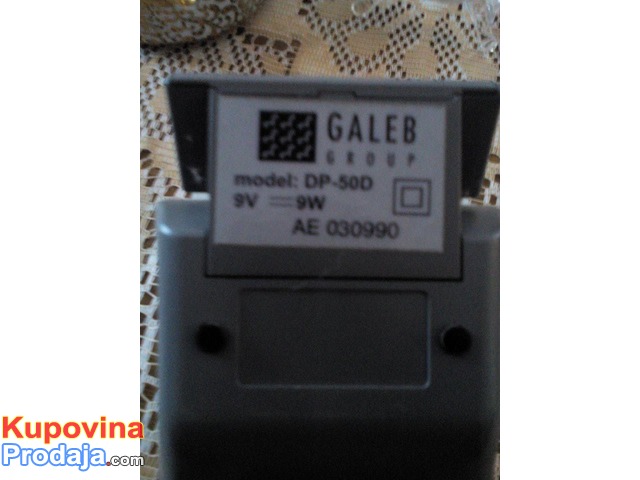 GALEB
GROUP
model: DP-50D
9V 9W
AE 030990
Kupovina
Prodaja.com